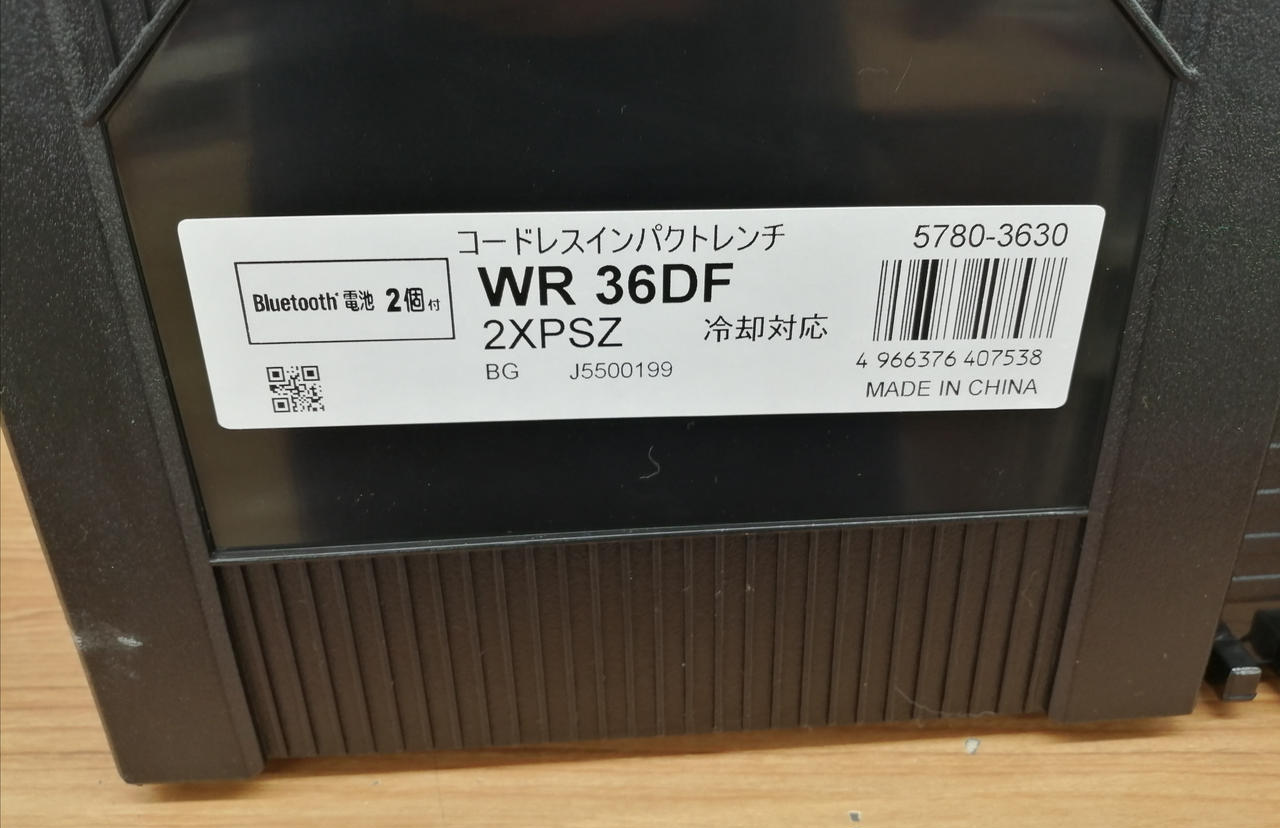 コードレスインパクトレンチ
5780-3630
Bluetooth® 電池 2個付
WR 36DF
2XPSZ 冷却対応
4 966376 407538
BG J5500199
MADE IN CHINA